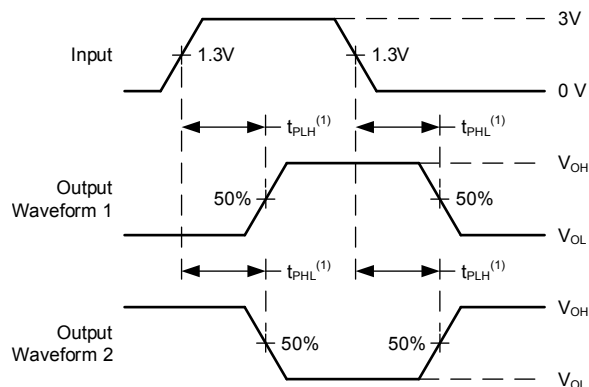 3V
Input
1.3V
1.3V
0 V
tPLH(1)
tPHL(1)
VOH
Output
Waveform 1
50%
50%
VOL
tPHL(1)
tPLH(1)
VOH
Output
Waveform 2
50%
50%
VOL